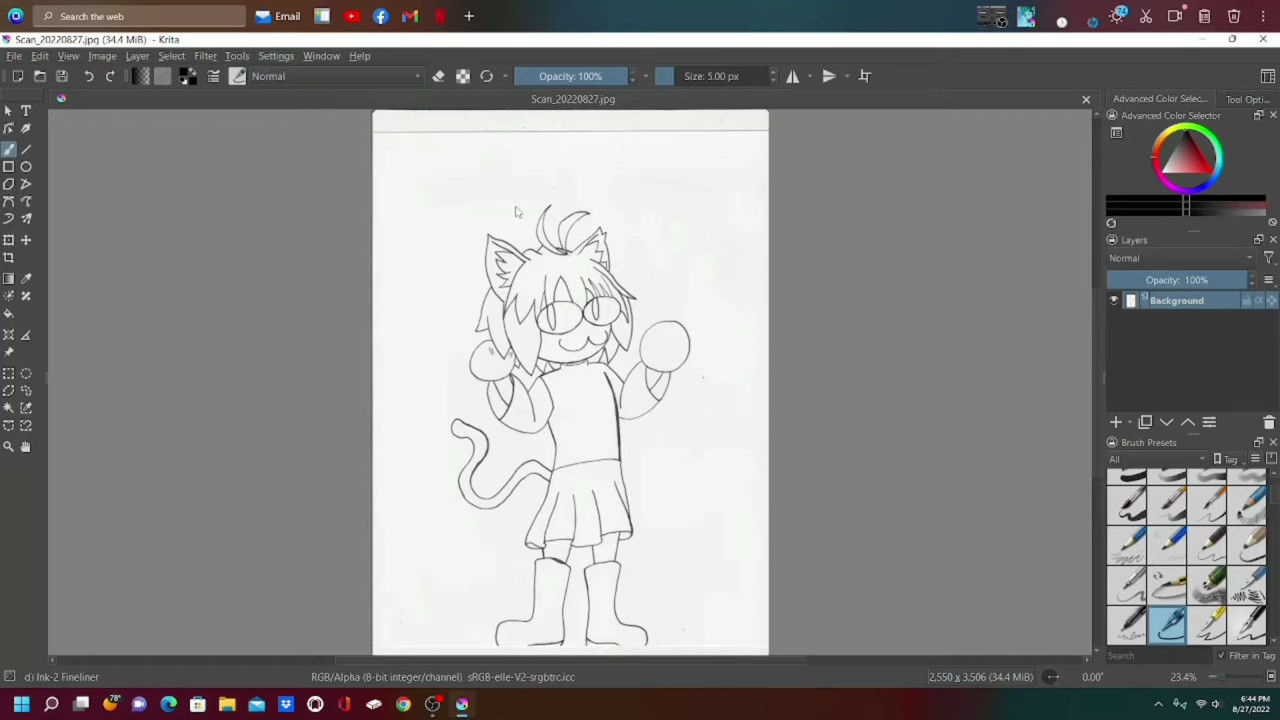 Search the web
Email
74
Scan_20220827.jpg (34.4 MiB) - Krita
File Edit View Image Layer Select Filter Tools Settings Window Help
Normal
Opacity: 100%
Size: 5.00 px
Scan_20220827.jpg
Advanced Color Selec...
Tool Opti...
Advanced Color Selector
Layers
Normal
Opacity: 100%
Background
Brush Presets
All
Tag
Search
Filter in Tag
d) Ink-2 Fineliner
RGB/Alpha (8-bit integer/channel) sRGB-elle-V2-srgbtrc.icc
2,550 x 3,506 (34.4 MiB)
0.00°
23.4%
78°
6:44 PM
8/27/2022